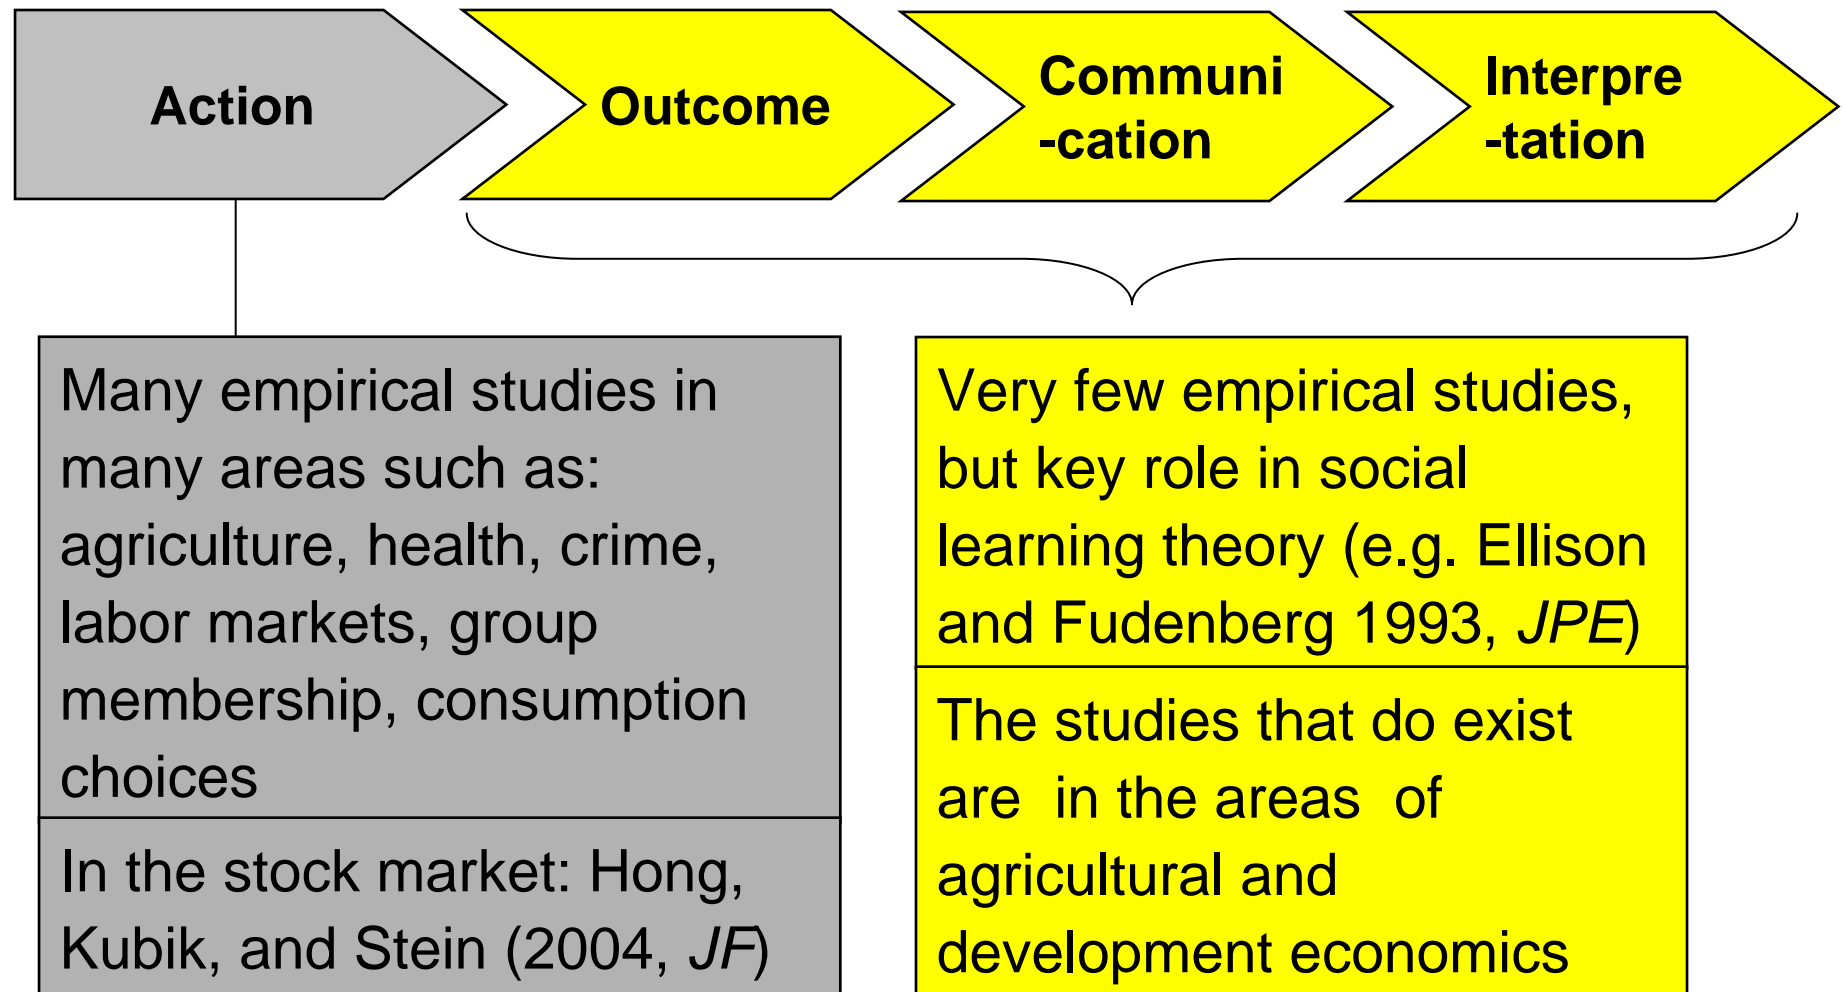 Action
Outcome
Communi
-cation
Interpre
-tation
Many empirical studies in
many areas such as:
agriculture, health, crime,
labor markets, group
membership, consumption
choices
In the stock market: Hong,
Kubik, and Stein (2004, JF)
Very few empirical studies,
but key role in social
learning theory (e.g. Ellison
and Fudenberg 1993, JPE)
The studies that do exist
are  in the areas  of
agricultural and
development economics